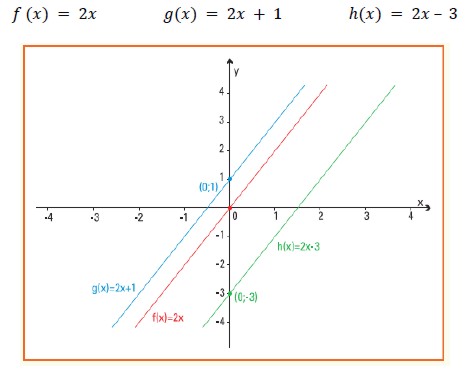 f (x) = 2x g(x) = 2x + 1 h(x) = 2x – 3
y
4
3
2
(0;1) 1
-4 -3 -2 -1 0 1 2 3 4 x
-1
h(x)=2x-3
-2
g(x)=2x+1 -3 (0;-3)
f(x)=2x -4